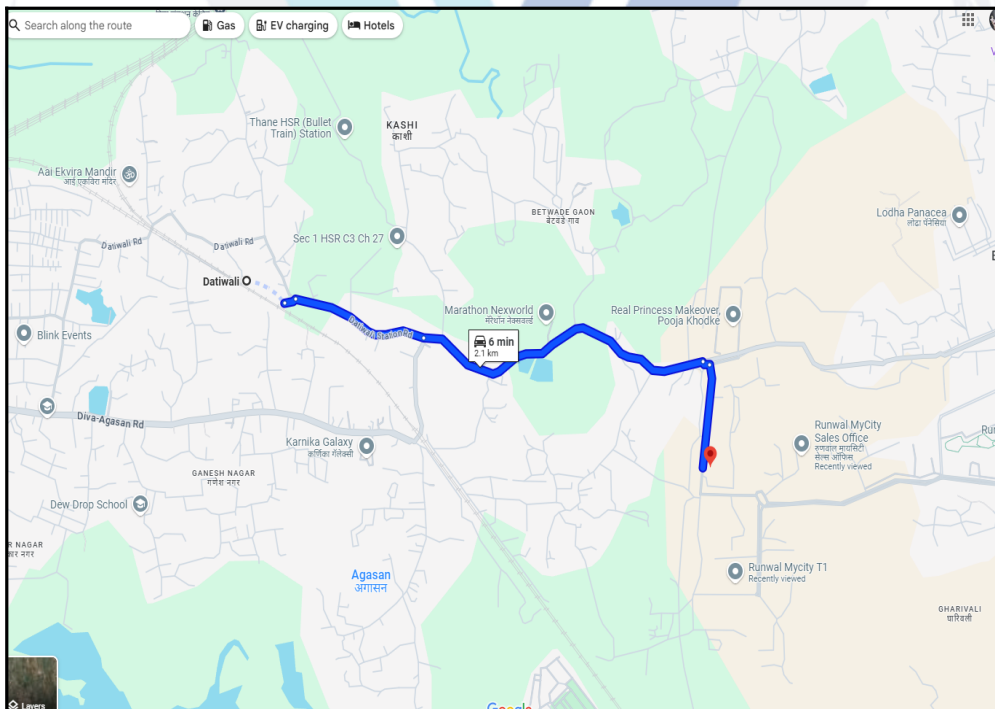 Search along the route
Gas
EV charging
Hotels
Thane HSR (Bullet
Train) Station
KASHI
काशी
Aai Ekvira Mandir
आई एकविरा मंदिर
BETWADE GAON
बेटवडे गाव
Lodha Panacea
लोढा पॅनेसिया
Datiwali Rd
Datiwali Rd
Sec 1 HSR C3 Ch 27
Datiwali
Marathon Nexworld
मॅरेथॉन नेक्सवर्ल्ड
Real Princess Makeover,
Pooja Khodke
Blink Events
6 min
2.1 km
Diva-Agasan Rd
Karnika Galaxy
कर्णिका गॅलेक्सी
Runwal MyCity
Sales Office
रुणवाल मायसिटी
सेल्स ऑफिस
Recently viewed
GANESH NAGAR
गणेश नगर
Dew Drop School
R NAGAR
कार नगर
Agasan
अगासन
Runwal Mycity T1
Recently viewed
GHARIVALI
घारिवली
Layers
Google